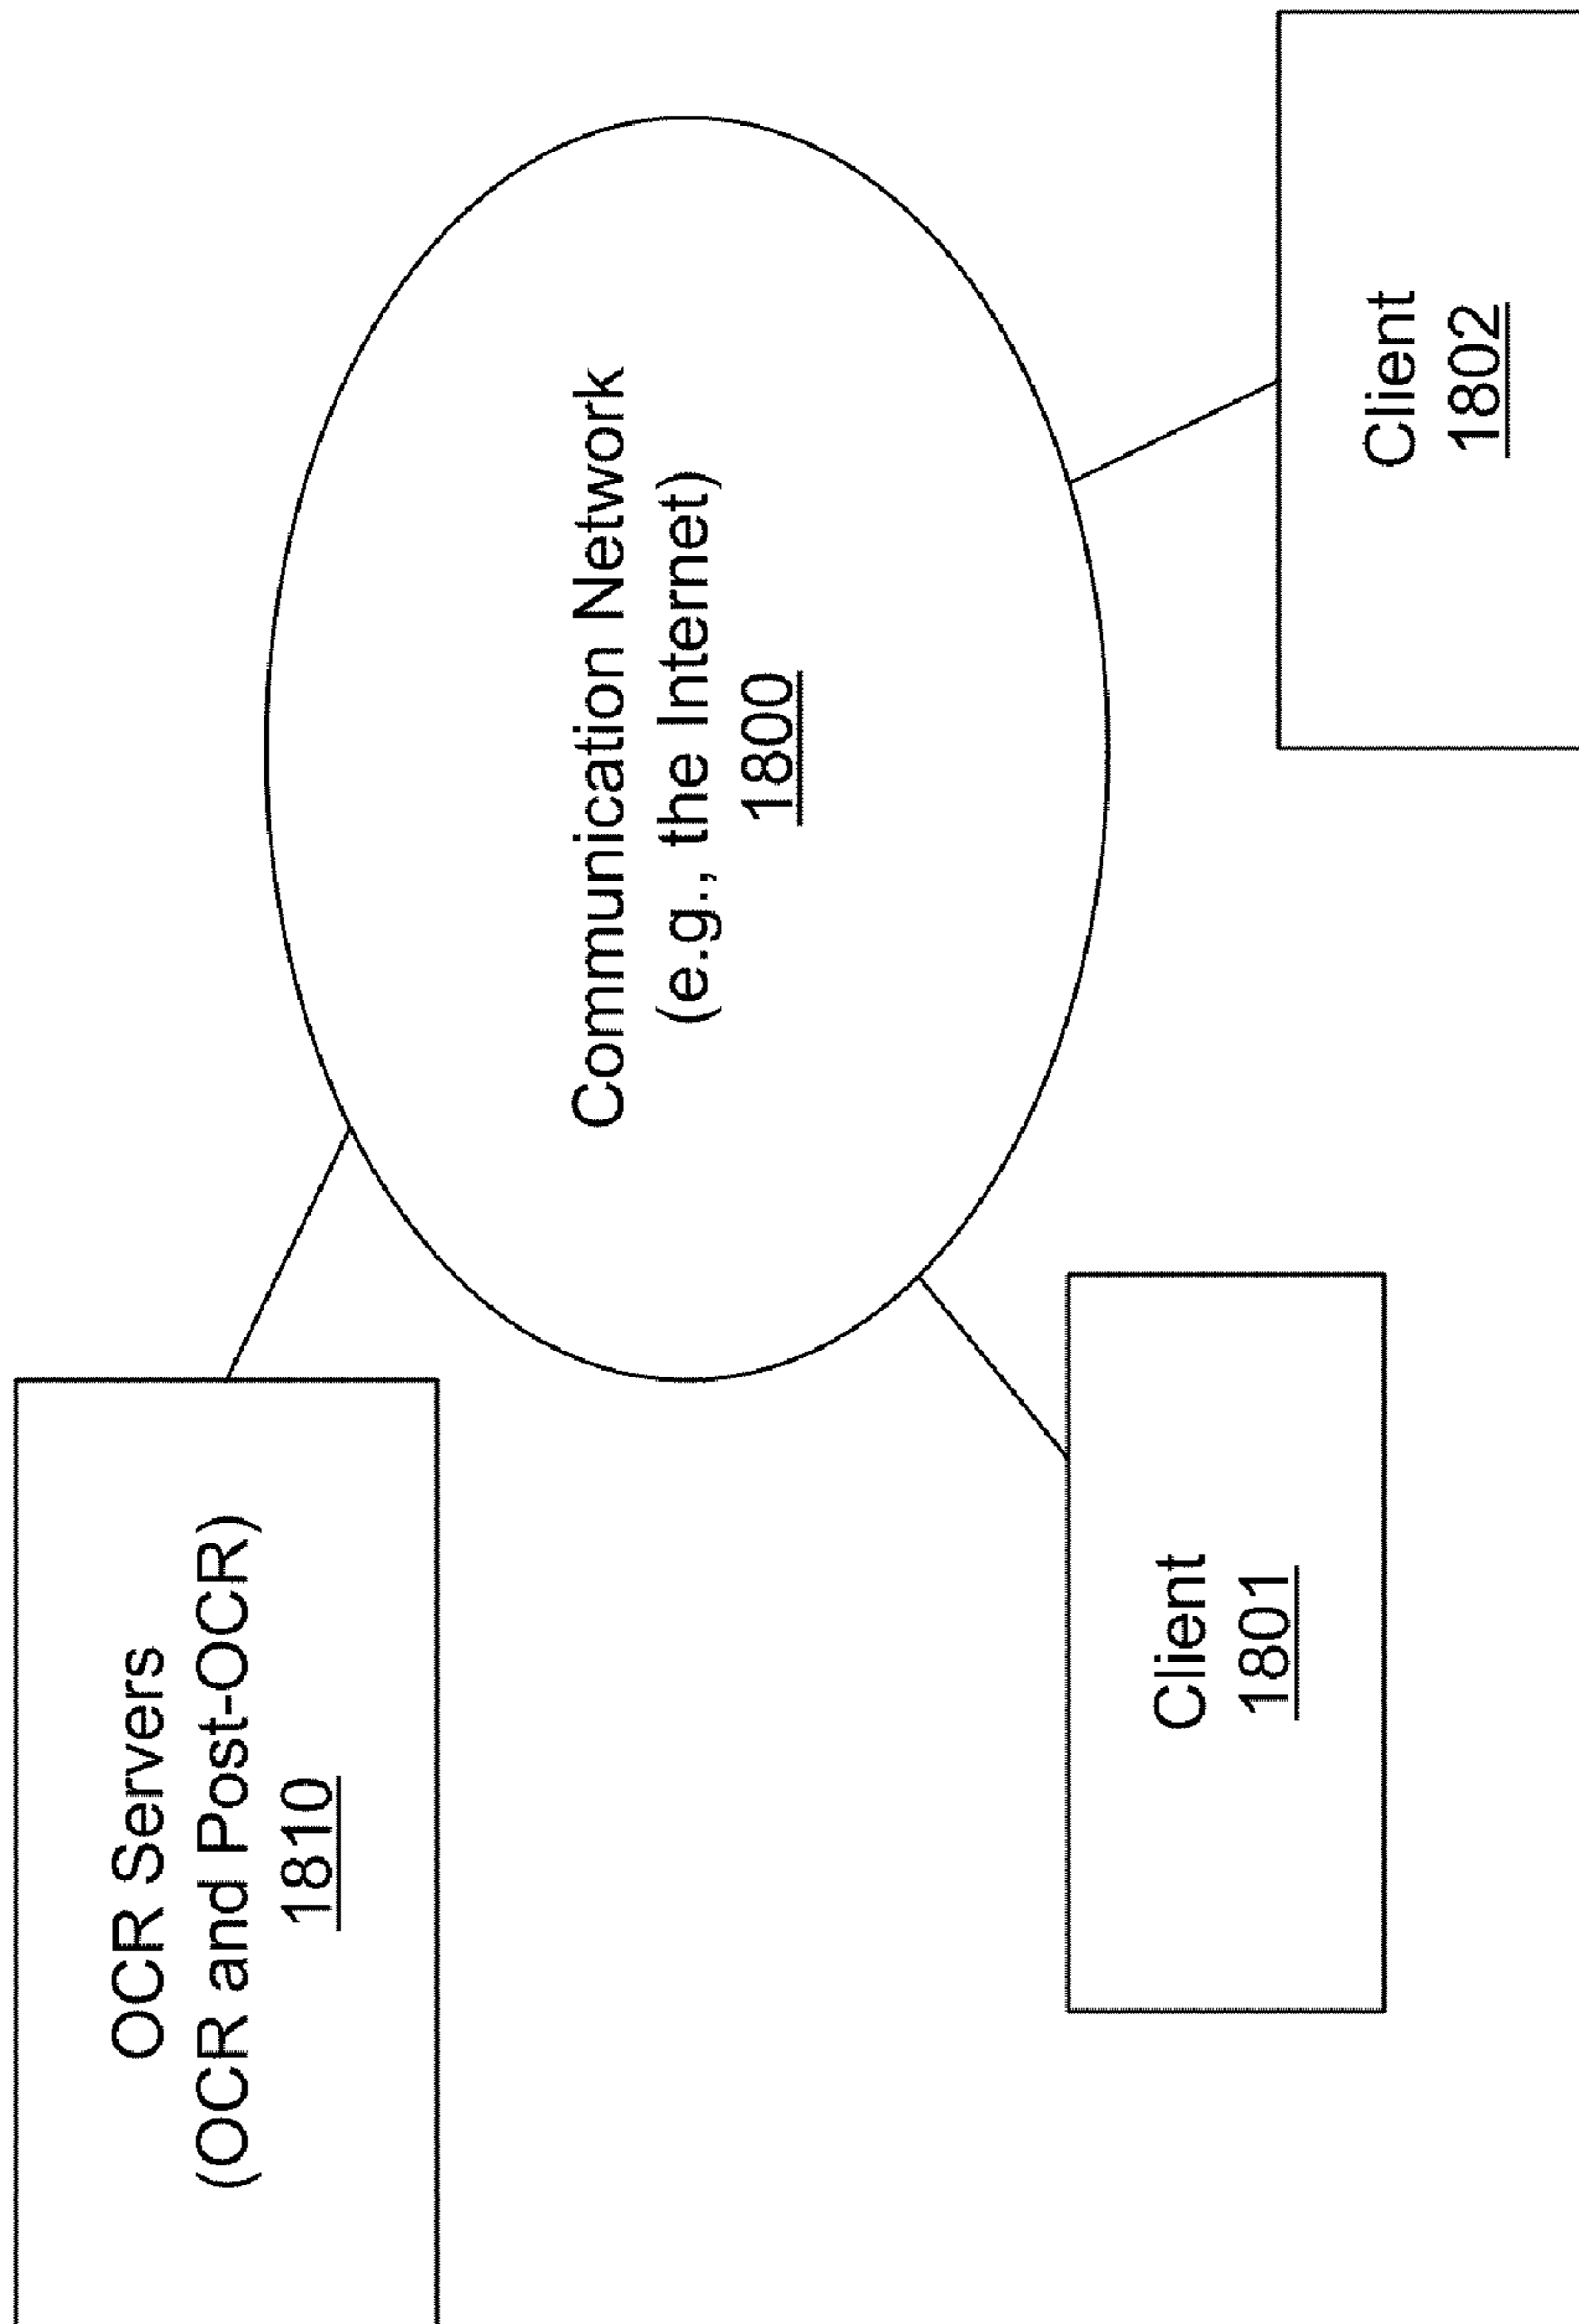 OCR Servers
(OCR and Post-OCR)
1810
Communication Network
(e.g., the Internet)
1800
Client
1801
Client
1802